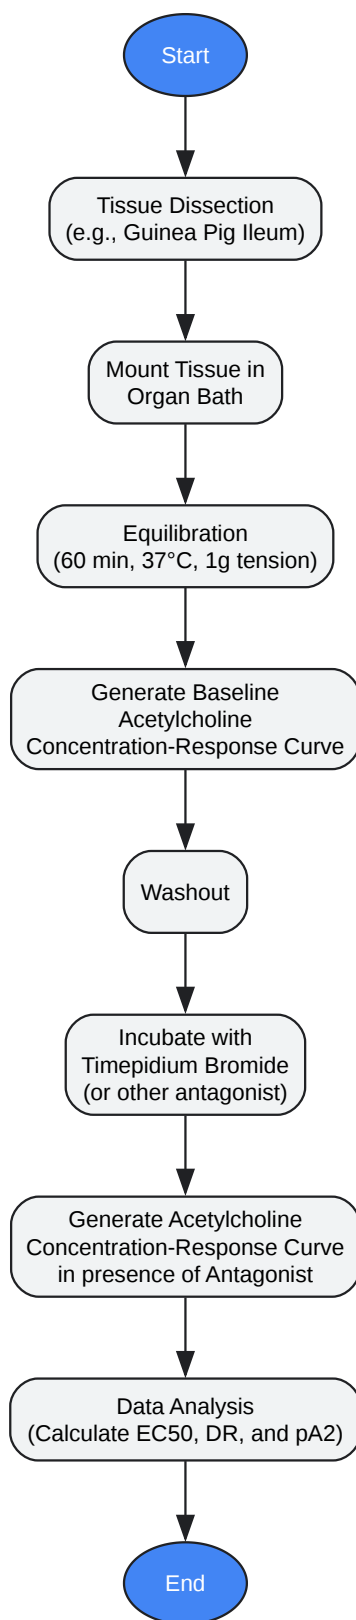 Start
Tissue Dissection
(e.g., Guinea Pig Ileum)
Mount Tissue in
Organ Bath
Equilibration
(60 min, 37°C, 1g tension)
Generate Baseline
Acetylcholine
Concentration-Response Curve
Washout
Incubate with
Timepidium Bromide
(or other antagonist)
Generate Acetylcholine
Concentration-Response Curve
in presence of Antagonist
Data Analysis
(Calculate EC50, DR, and pA2)
End